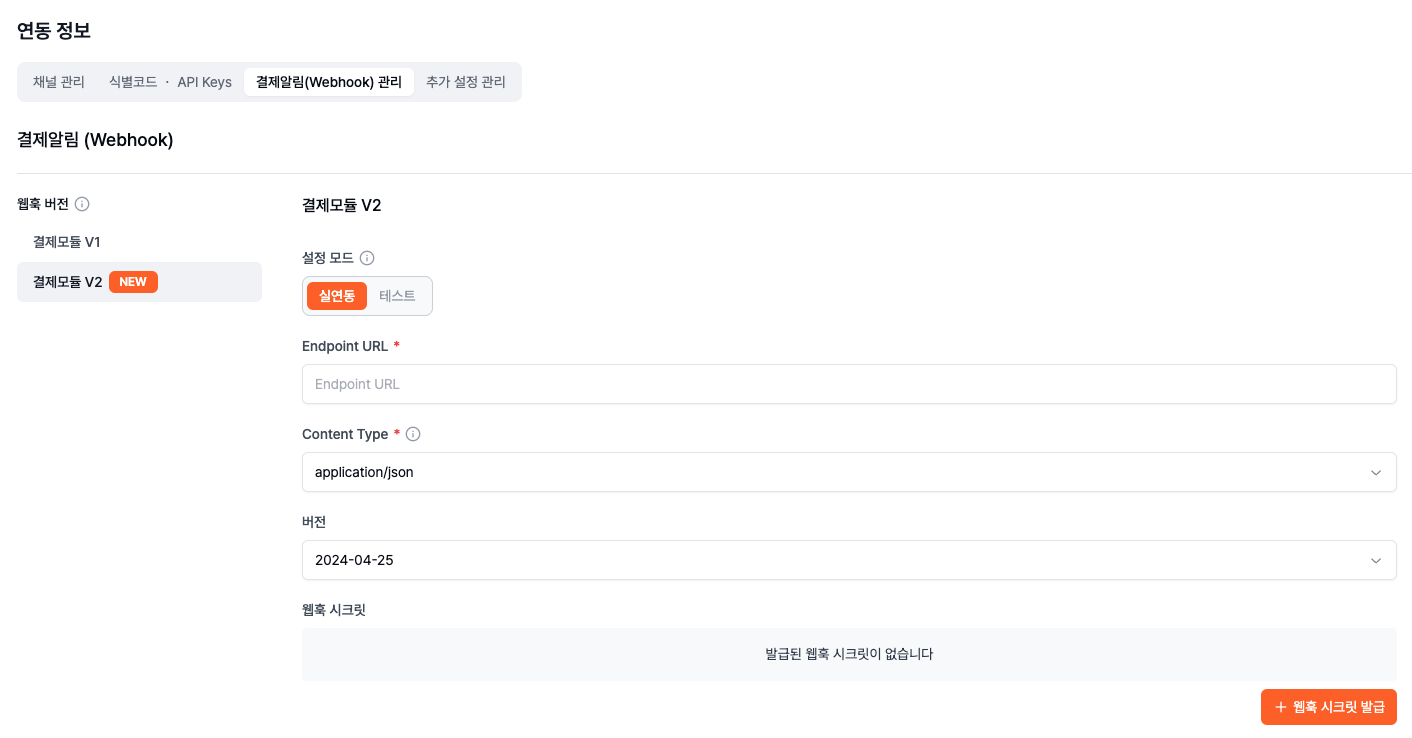 연동 정보
채널 관리 식별코드 · API Keys 결제알림(Webhook) 관리 추가 설정 관리
결제알림 (Webhook)
웹훅 버전
결제모듈 V1
결제모듈 V2 NEW
결제모듈 V2
설정 모드
실연동 테스트
Endpoint URL *
Endpoint URL
Content Type *
application/json
버전
2024-04-25
웹훅 시크릿
발급된 웹훅 시크릿이 없습니다
+ 웹훅 시크릿 발급